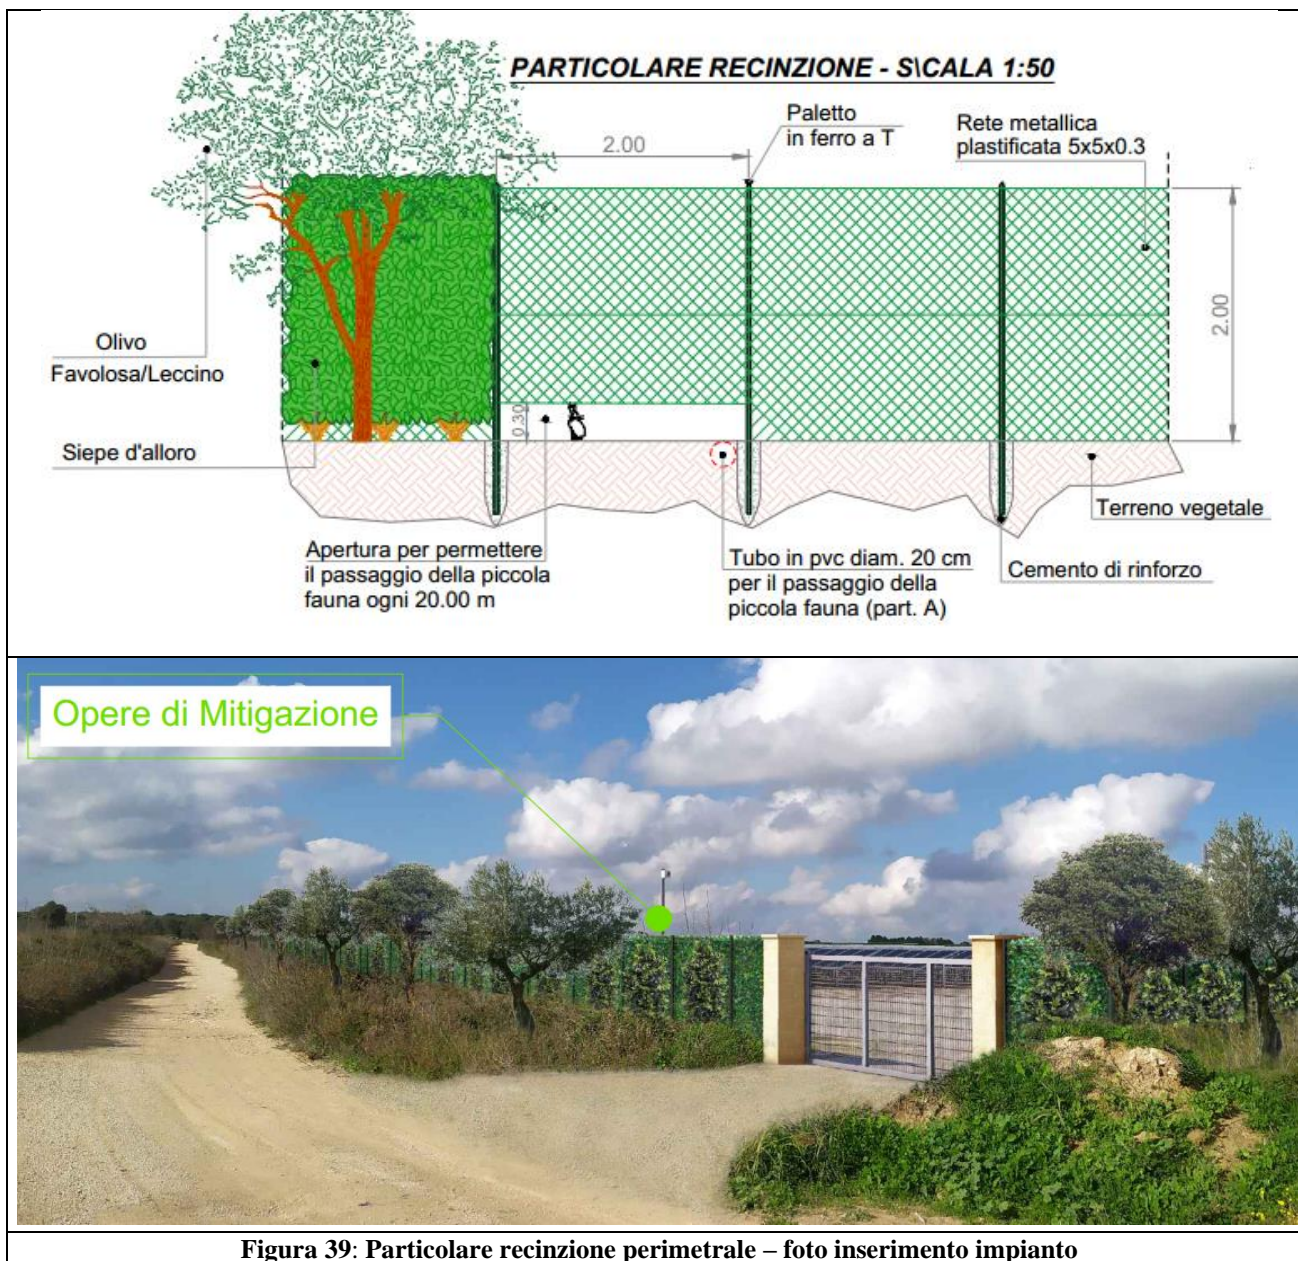 PARTICOLARE RECINZIONE - S\CALA 1:50
2.00
Paletto
in ferro a T
Rete metallica
plastificata 5x5x0.3
2.00
Olivo
Favolosa/Leccino
0.30
Siepe d'alloro
Terreno vegetale
Apertura per permettere
il passaggio della piccola
fauna ogni 20.00 m
Tubo in pvc diam. 20 cm
per il passaggio della
piccola fauna (part. A)
Cemento di rinforzo
Opere di Mitigazione
Figura 39: Particolare recinzione perimetrale – foto inserimento impianto